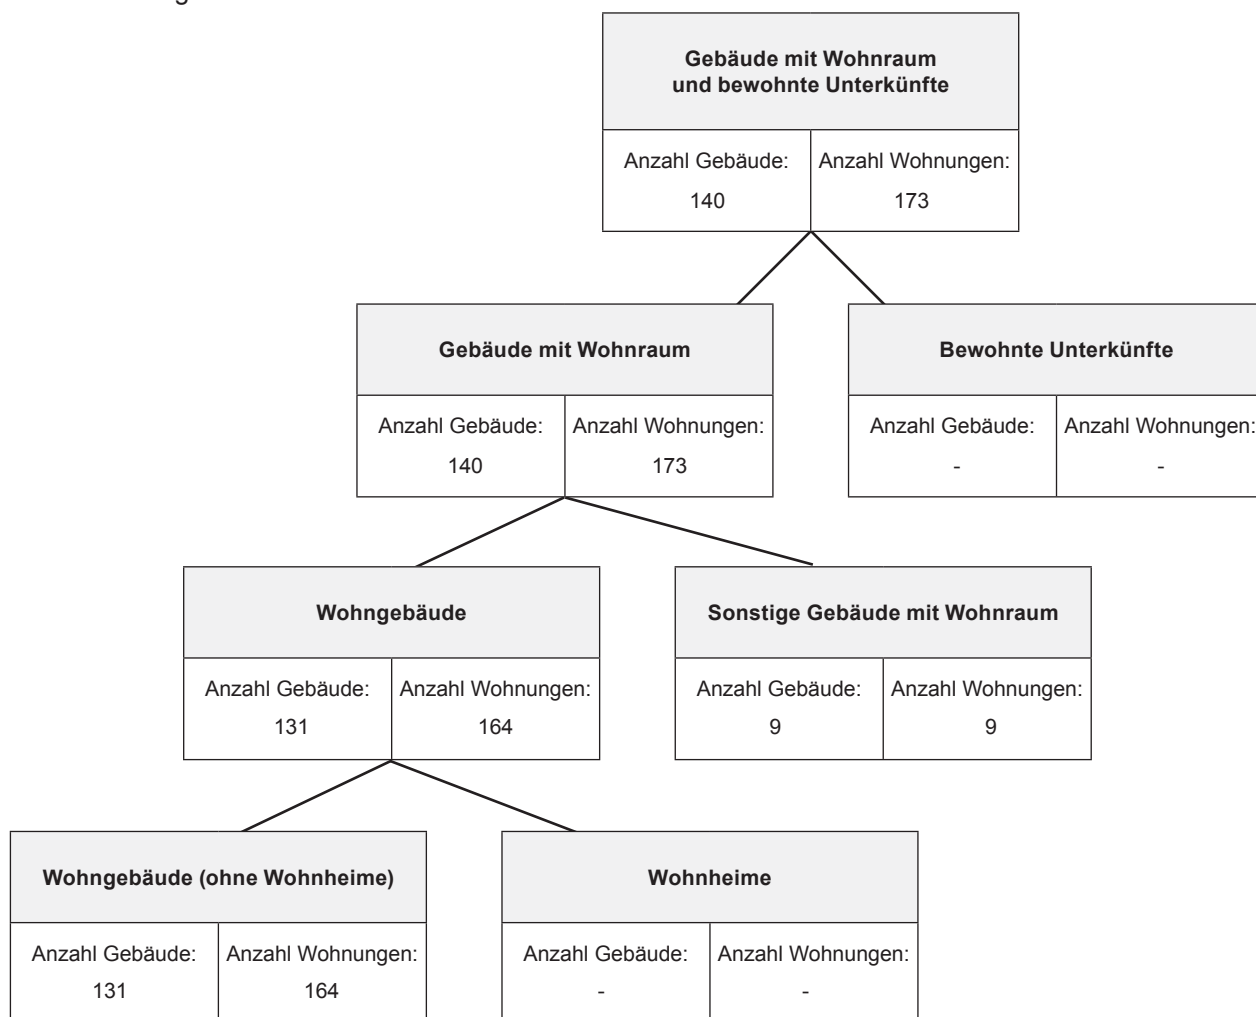 Gebäude mit Wohnraum
und bewohnte Unterkünfte
Anzahl Gebäude: Anzahl Wohnungen:
140 173
Gebäude mit Wohnraum
Anzahl Gebäude: Anzahl Wohnungen:
140 173
Bewohnte Unterkünfte
Anzahl Gebäude: Anzahl Wohnungen:
- -
Wohngebäude
Anzahl Gebäude: Anzahl Wohnungen:
131 164
Sonstige Gebäude mit Wohnraum
Anzahl Gebäude: Anzahl Wohnungen:
9 9
Wohngebäude (ohne Wohnheime)
Anzahl Gebäude: Anzahl Wohnungen:
131 164
Wohnheime
Anzahl Gebäude: Anzahl Wohnungen:
- -